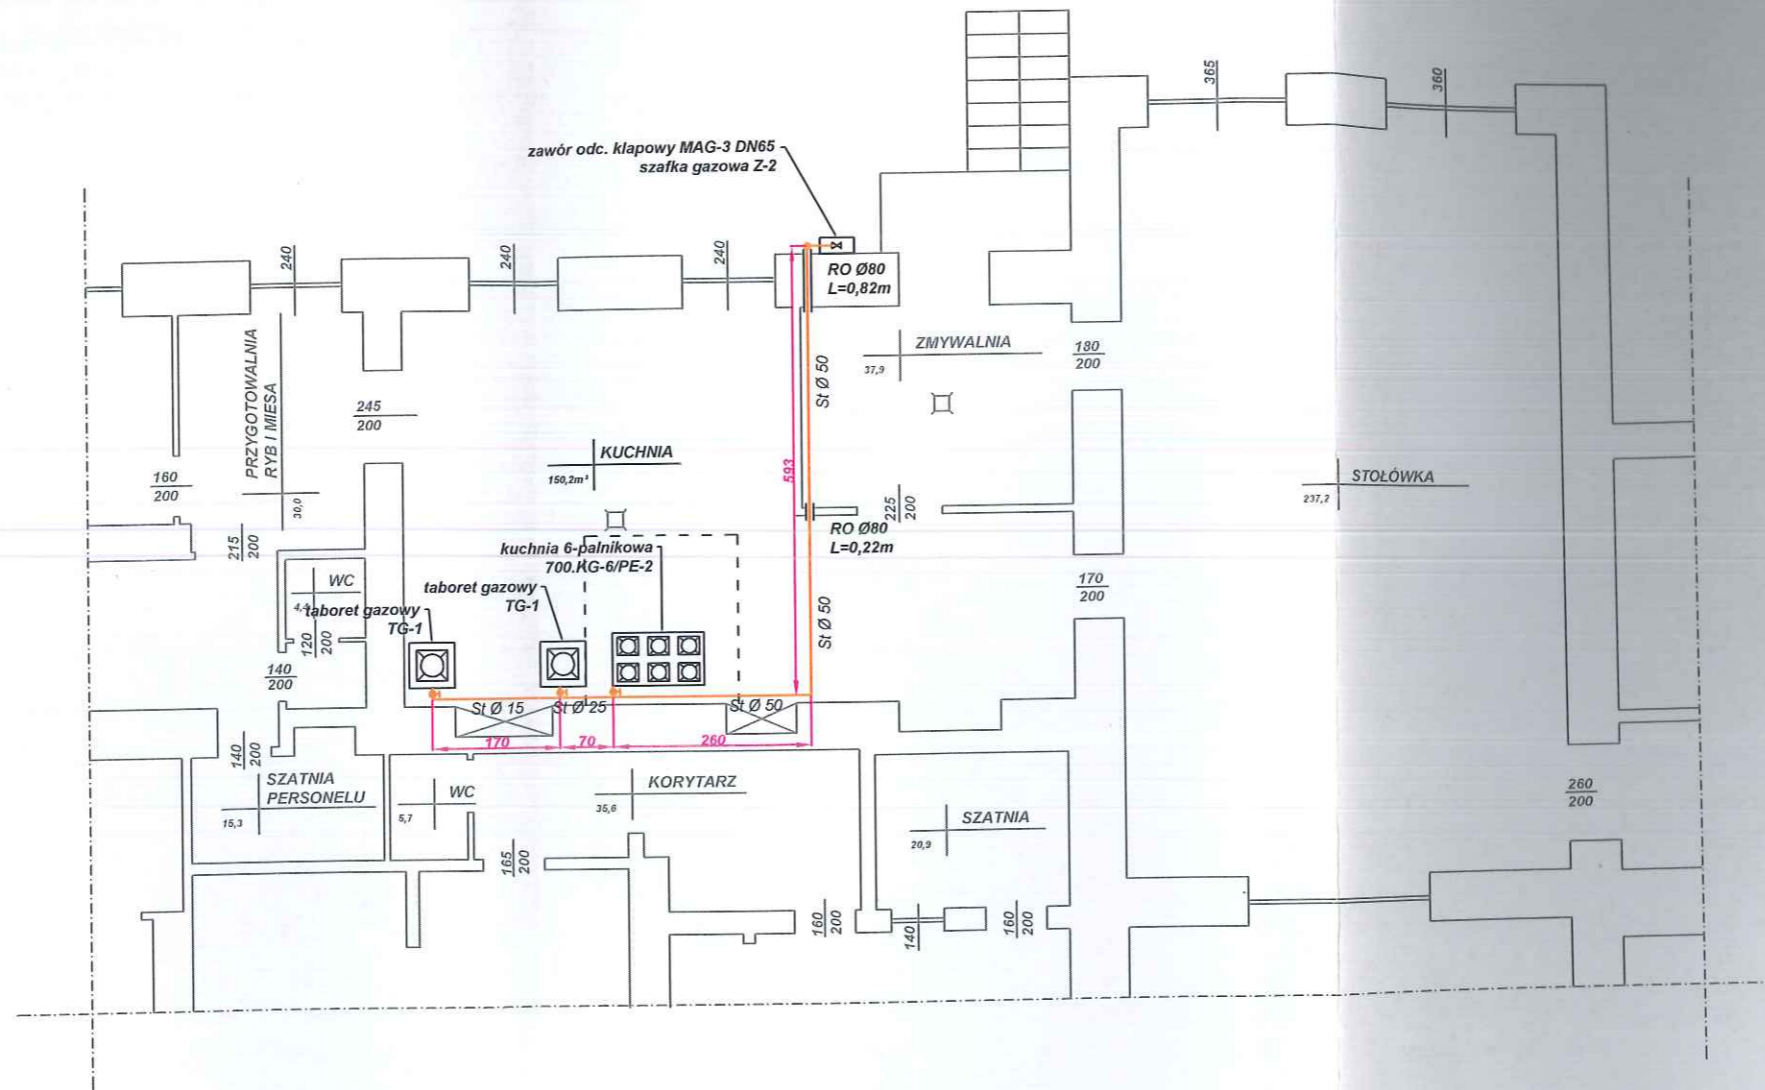 365
360
zawór odc. klapowy MAG-3 DN65
szafka gazowa Z-2
240
240
240
RO Ø80
L=0,82m
ZMYWALNIA
37,9
180
200
PRZYGOTOWALNIA
RYB I MIESA
30,0
245
200
St Ø 50
KUCHNIA
150,2m²
593
160
200
STOŁÓWKA
237,2
225
200
RO Ø80
L=0,22m
215
200
kuchnia 6-palnikowa
700.KG-6/PE-2
WC
taboret gazowy
TG-1
taboret gazowy
TG-1
170
200
St Ø 50
120
200
140
200
St Ø 15
St Ø 25
St Ø 50
170
70
260
140
200
SZATNIA
PERSONELU
15,3
WC
5,7
KORYTARZ
35,6
SZATNIA
20,9
260
200
165
200
160
200
140
160
200